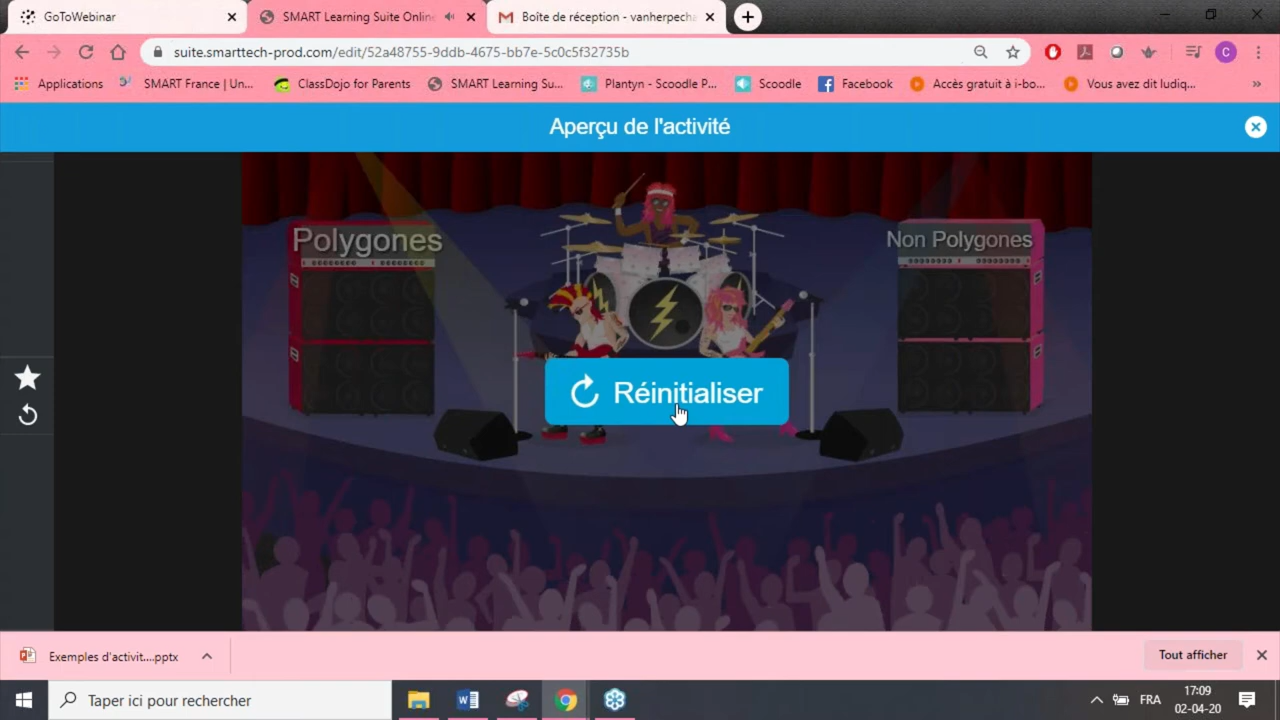 GoToWebinar
SMART Learning Suite Onlin
Boîte de réception - vanherpecha
suite.smarttech-prod.com/edit/52a48755-9ddb-4675-bb7e-5c0c5f32735b
C
Applications
SMART France | Un...
ClassDojo for Parents
SMART Learning Su...
Plantyn - Scoodle P...
Scoodle
Facebook
Accès gratuit à i-bo...
Vous avez dit ludiq...
»
Aperçu de l'activité
Polygones
Non Polygones
Réinitialiser
Exemples d'activit....pptx
Tout afficher
Taper ici pour rechercher
FRA
17:09
02-04-20